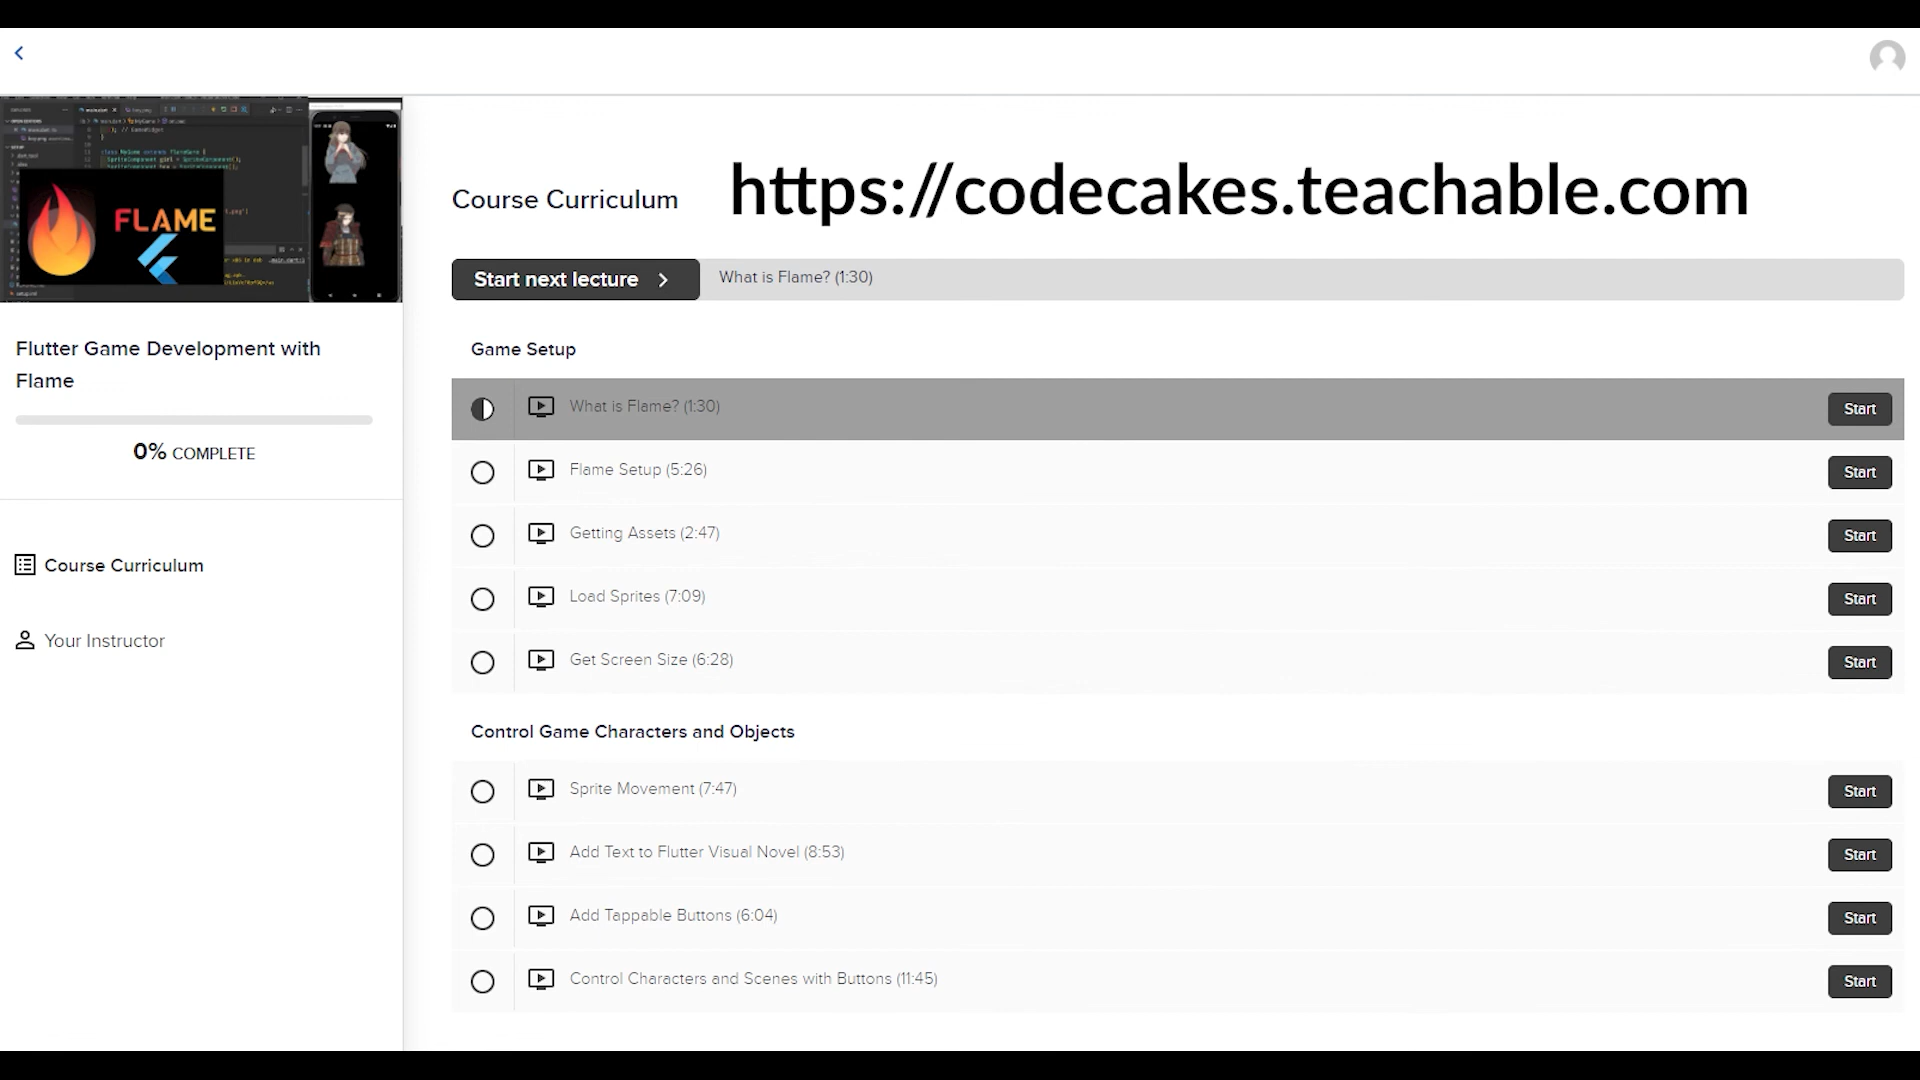 FLAME
Flutter Game Development with
Flame
0% COMPLETE
Course Curriculum
Your Instructor
Course Curriculum
https://codecakes.teachable.com
Start next lecture
What is Flame? (1:30)
Game Setup
What is Flame? (1:30)
Start
Flame Setup (5:26)
Start
Getting Assets (2:47)
Start
Load Sprites (7:09)
Start
Get Screen Size (6:28)
Start
Control Game Characters and Objects
Sprite Movement (7:47)
Start
Add Text to Flutter Visual Novel (8:53)
Start
Add Tappable Buttons (6:04)
Start
Control Characters and Scenes with Buttons (11:45)
Start